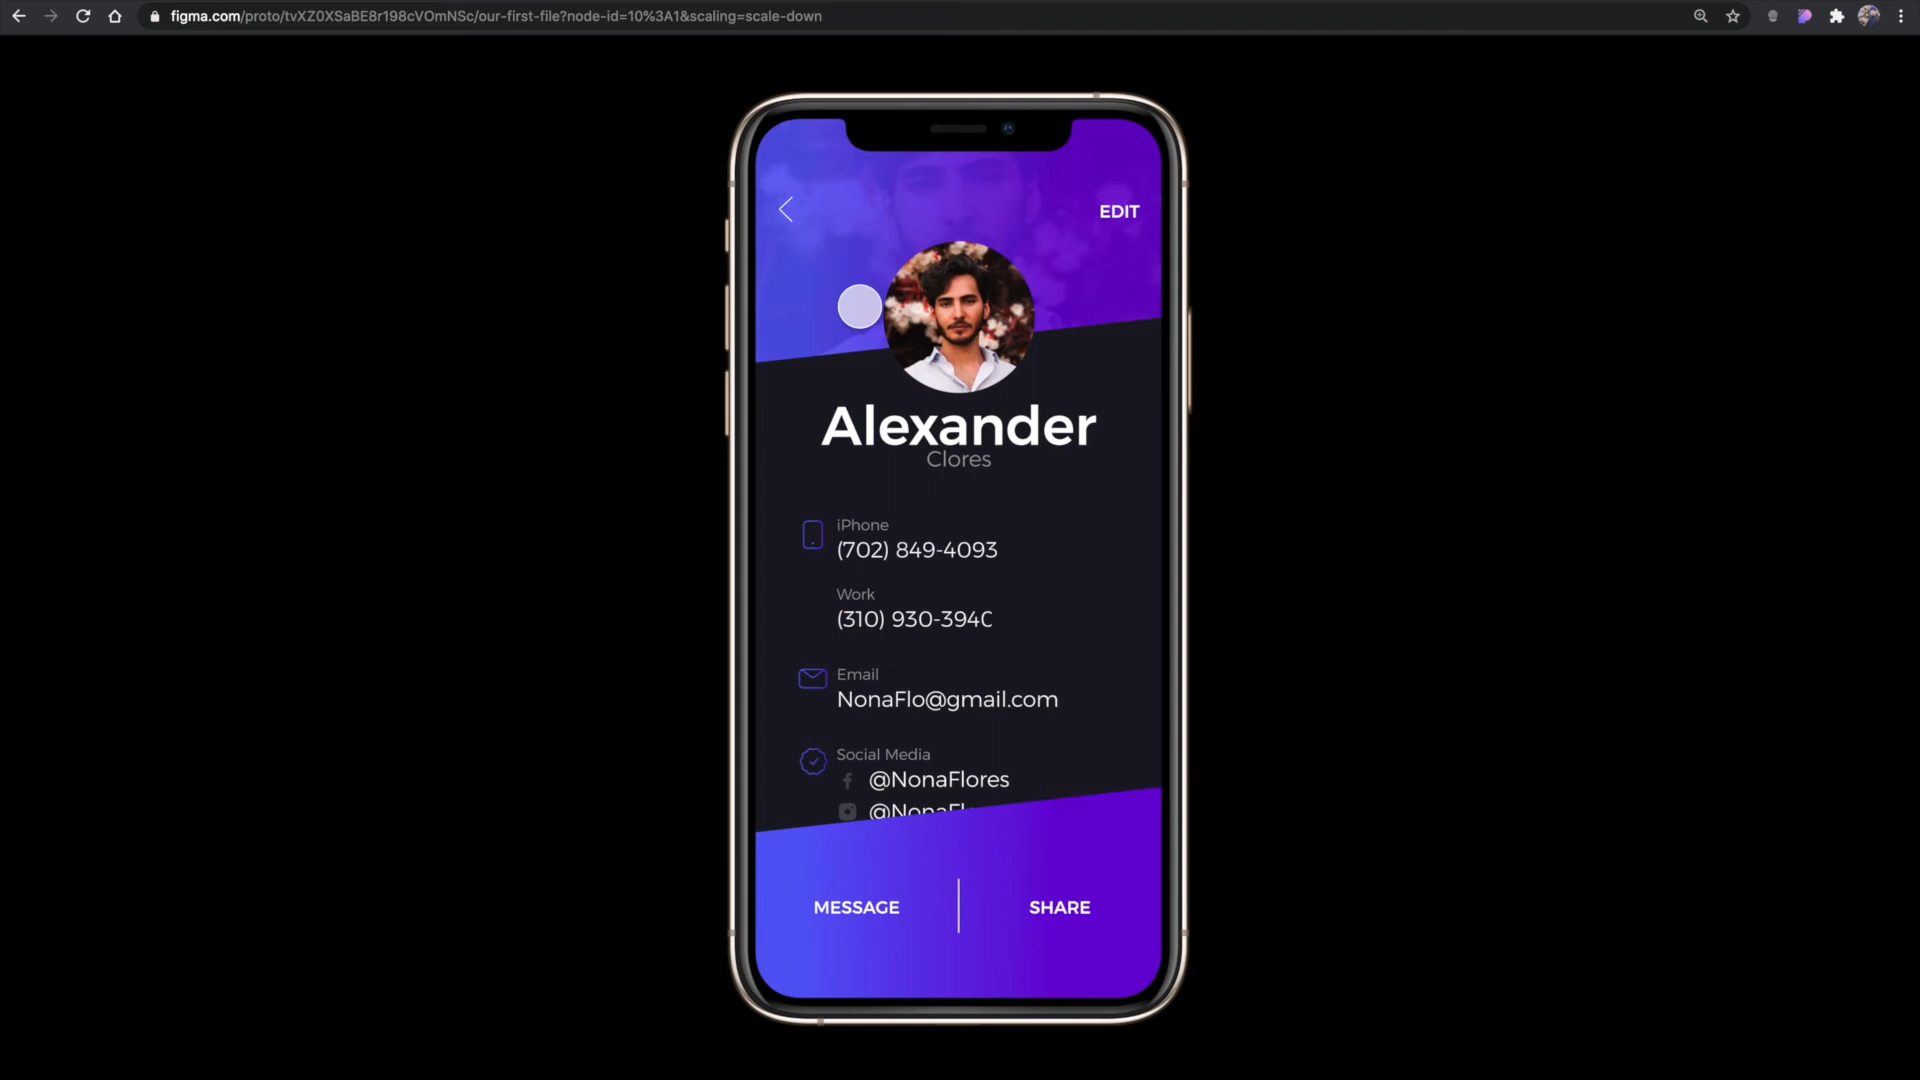 figma.com/proto/tvXZ0XSaBE8r198cVOmNSc/our-first-file?node-id=10%3A1&scaling=scale-down
EDIT
Alexander
Clores
iPhone
(702) 849-4093
Work
(310) 930-394
Email
NonaFlo@gmail.com
Social Media
@NonaFlores
MESSAGE
SHARE